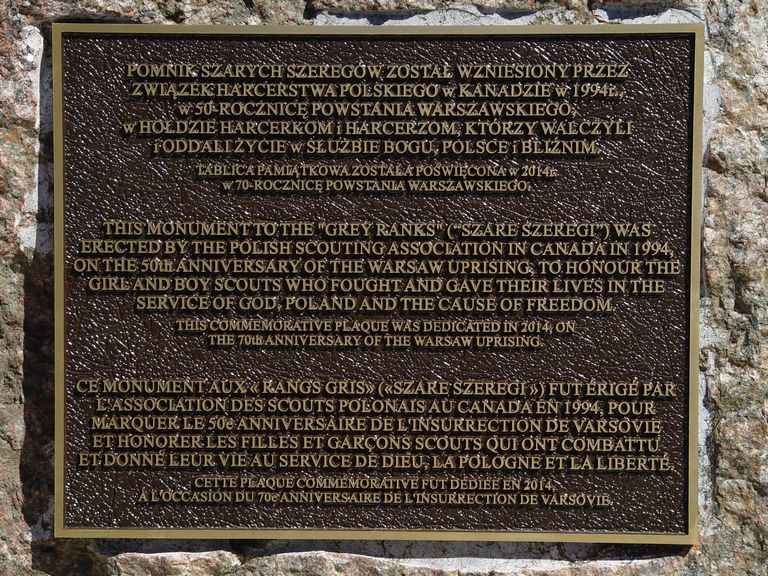 POMNIK SZARYCH SZEREGÓW ZOSTAŁ WZNIESIONY PRZEZ
ZWIĄZEK HARCERSTWA POLSKIEGO w KANADZIE w 1994r.,
w 50-ROCZNICĘ POWSTANIA WARSZAWSKIEGO,
w HOŁDZIE HARCERKOM i HARCERZOM, KTÓRZY WALCZYLI
i ODDALI ŻYCIE w SŁUŻBIE BOGU, POLSCE i BLIŹNIM.
TABLICA PAMIĄTKOWA ZOSTAŁA POŚWIĘCONA w 2014r.
w 70-ROCZNICĘ POWSTANIA WARSZAWSKIEGO.
THIS MONUMENT TO THE "GREY RANKS" ("SZARE SZEREGI") WAS
ERECTED BY THE POLISH SCOUTING ASSOCIATION IN CANADA IN 1994,
ON THE 50th ANNIVERSARY OF THE WARSAW UPRISING, TO HONOUR THE
GIRL AND BOY SCOUTS WHO FOUGHT AND GAVE THEIR LIVES IN THE
SERVICE OF GOD, POLAND AND THE CAUSE OF FREEDOM.
THIS COMMEMORATIVE PLAQUE WAS DEDICATED IN 2014, ON
THE 70th ANNIVERSARY OF THE WARSAW UPRISING.
CE MONUMENT AUX « RANGS GRIS» («SZARE SZEREGI ») FUT ÉRIGÉ PAR
L'ASSOCIATION DES SCOUTS POLONAIS AU CANADA EN 1994, POUR
MARQUER LE 50e ANNIVERSAIRE DE L'INSURRECTION DE VARSOVIE
ET HONORER LES FILLES ET GARÇONS SCOUTS QUI ONT COMBATTU
ET DONNÉ LEUR VIE AU SERVICE DE DIEU, LA POLOGNE ET LA LIBERTÉ.
CETTE PLAQUE COMMEMORATIVE FUT DÉDIÉE EN 2014,
À L'OCCASION DU 70e ANNIVERSAIRE DE L'INSURRECTION DE VARSOVIE.